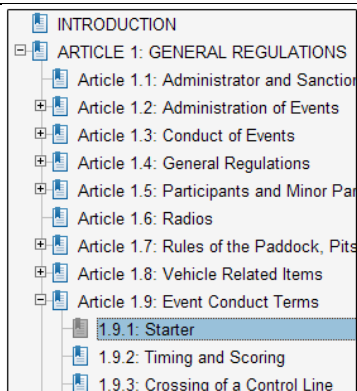 INTRODUCTION
ARTICLE 1: GENERAL REGULATIONS
Article 1.1: Administrator and Sanction
Article 1.2: Administration of Events
Article 1.3: Conduct of Events
Article 1.4: General Regulations
Article 1.5: Participants and Minor Par
Article 1.6: Radios
Article 1.7: Rules of the Paddock, Pits
Article 1.8: Vehicle Related Items
Article 1.9: Event Conduct Terms
1.9.1: Starter
1.9.2: Timing and Scoring
1.9.3: Crossing of a Control Line